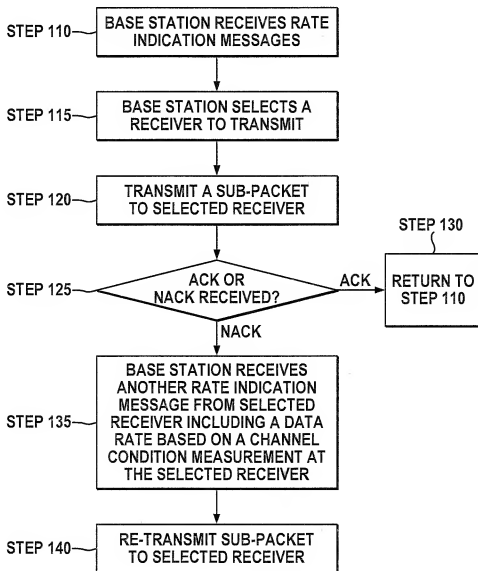 STEP 110
BASE STATION RECEIVES RATE
INDICATION MESSAGES
STEP 115
BASE STATION SELECTS A
RECEIVER TO TRANSMIT
STEP 120
TRANSMIT A SUB-PACKET
TO SELECTED RECEIVER
STEP 125
ACK OR
NACK RECEIVED?
ACK
STEP 130
RETURN TO
STEP 110
NACK
STEP 135
BASE STATION RECEIVES
ANOTHER RATE INDICATION
MESSAGE FROM SELECTED
RECEIVER INCLUDING A DATA
RATE BASED ON A CHANNEL
CONDITION MEASUREMENT AT
THE SELECTED RECEIVER
STEP 140
RE-TRANSMIT SUB-PACKET
TO SELECTED RECEIVER